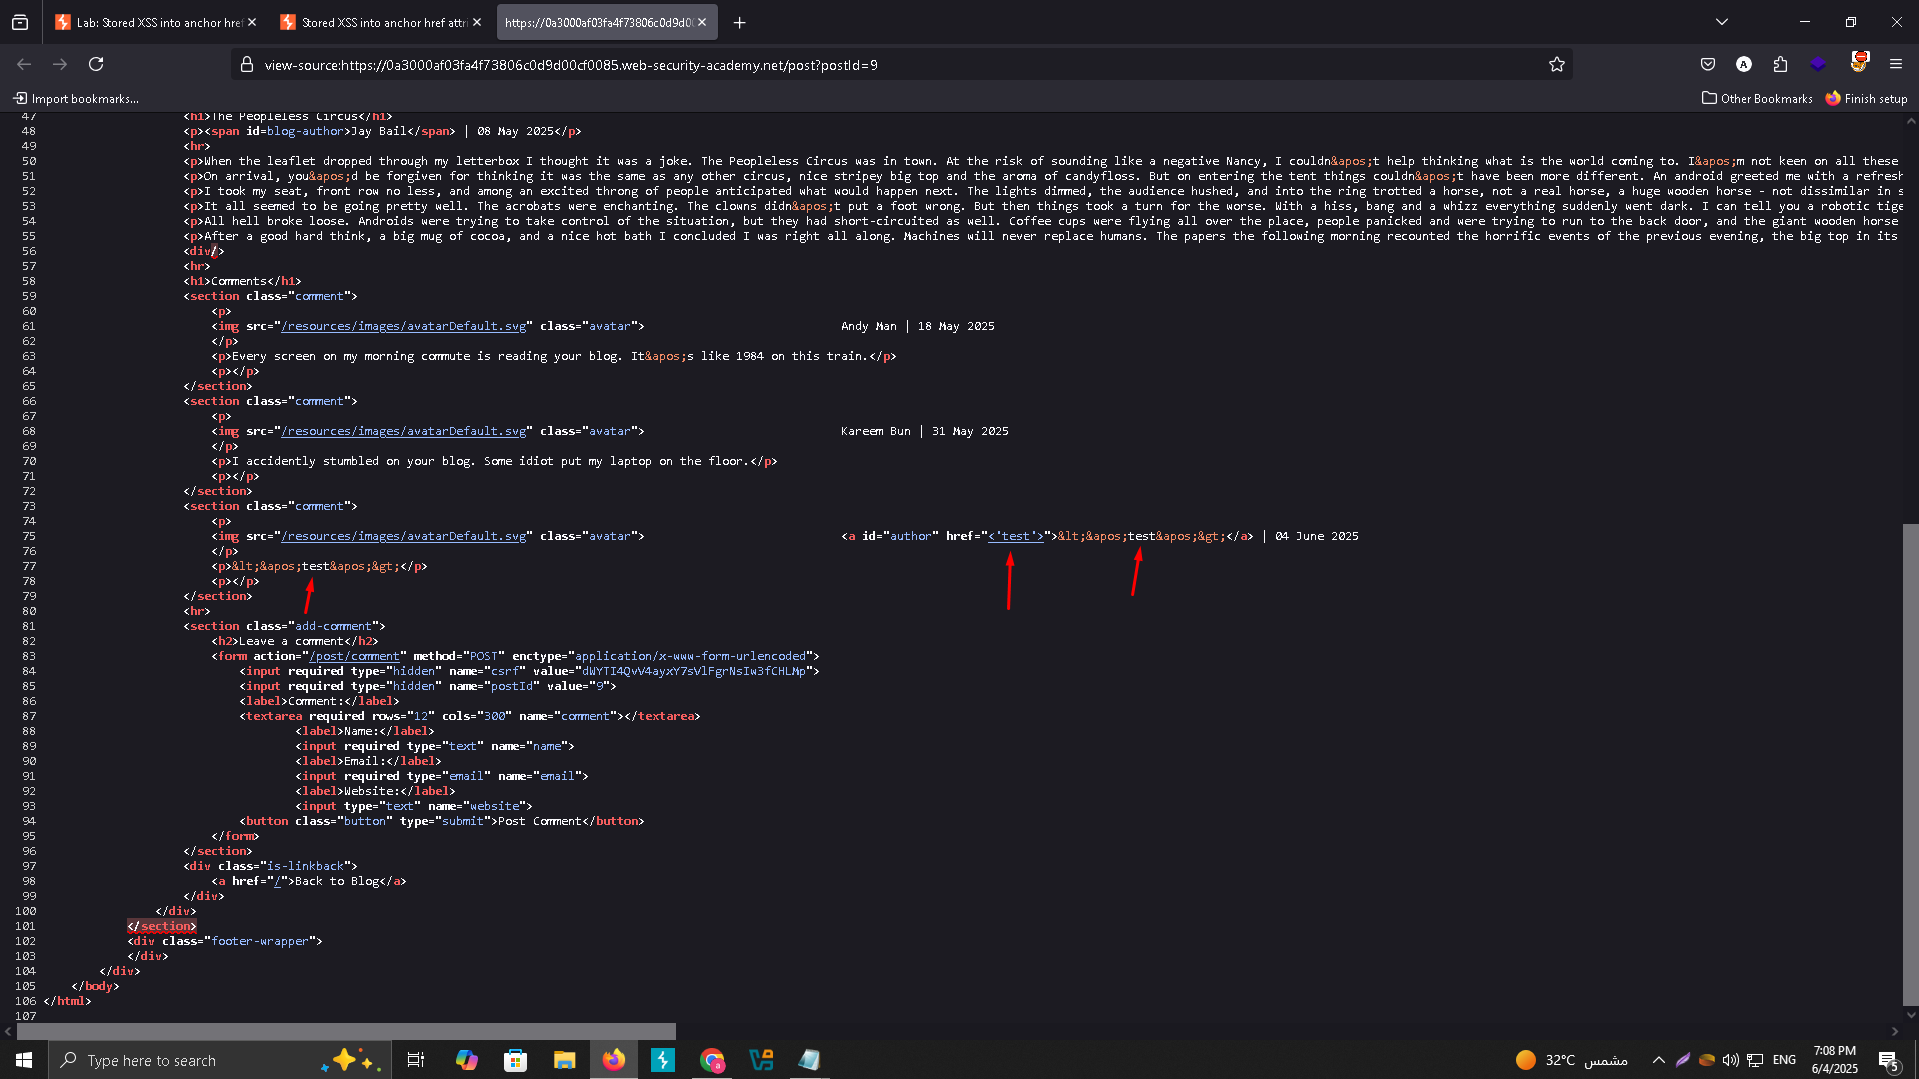 Lab: Stored XSS into anchor href
Stored XSS into anchor href attri
https://0a3000af03fa4f73806c0d9d00
view-source:https://0a3000af03fa4f73806c0d9d00cf0085.web-security-academy.net/post?postId=9
Import bookmarks...
Other Bookmarks
Finish setup
47 <h1>The Peopleless Circus</h1>
48 <p><span id=blog-author>Jay Bail</span> | 08 May 2025</p>
49 <hr>
50 <p>When the leaflet dropped through my letterbox I thought it was a joke. The Peopleless Circus was in town. At the risk of sounding like a negative Nancy, I couldn&apos;t help thinking what is the world coming to. I&apos;m not keen on all these
51 <p>On arrival, you&apos;d be forgiven for thinking it was the same as any other circus, nice stripey big top and the aroma of candyfloss. But on entering the tent things couldn&apos;t have been more different. An android greeted me with a refresh
52 <p>I took my seat, front row no less, and among an excited throng of people anticipated what would happen next. The lights dimmed, the audience hushed, and into the ring trotted a horse, not a real horse, a huge wooden horse - not dissimilar in s
53 <p>It all seemed to be going pretty well. The acrobats were enchanting. The clowns didn&apos;t put a foot wrong. But then things took a turn for the worse. With a hiss, bang and a whizz everything suddenly went dark. I can tell you a robotic tige
54 <p>All hell broke loose. Androids were trying to take control of the situation, but they had short-circuited as well. Coffee cups were flying all over the place, people panicked and were trying to run to the back door, and the giant wooden horse
55 <p>After a good hard think, a big mug of cocoa, and a nice hot bath I concluded I was right all along. Machines will never replace humans. The papers the following morning recounted the horrific events of the previous evening, the big top in its
56 <div/>
57 <hr>
58 <h1>Comments</h1>
59 <section class="comment">
60 <p>
61 <img src="/resources/images/avatarDefault.svg" class="avatar"> Andy Man | 18 May 2025
62 </p>
63 <p>Every screen on my morning commute is reading your blog. It&apos;s like 1984 on this train.</p>
64 <p></p>
65 </section>
66 <section class="comment">
67 <p>
68 <img src="/resources/images/avatarDefault.svg" class="avatar"> Kareem Bun | 31 May 2025
69 </p>
70 <p>I accidently stumbled on your blog. Some idiot put my laptop on the floor.</p>
71 <p></p>
72 </section>
73 <section class="comment">
74 <p>
75 <img src="/resources/images/avatarDefault.svg" class="avatar"> <a id="author" href="<'test'>">&lt;&apos;test&apos;&gt;</a> | 04 June 2025
76 </p>
77 <p>&lt;&apos;test&apos;&gt;</p>
78 <p></p>
79 </section>
80 <hr>
81 <section class="add-comment">
82 <h2>Leave a comment</h2>
83 <form action="/post/comment" method="POST" enctype="application/x-www-form-urlencoded">
84 <input required type="hidden" name="csrf" value="dWYTI4QvV4ayxY7sVlFgrNsIw3fCHLMp">
85 <input required type="hidden" name="postId" value="9">
86 <label>Comment:</label>
87 <textarea required rows="12" cols="300" name="comment"></textarea>
88 <label>Name:</label>
89 <input required type="text" name="name">
90 <label>Email:</label>
91 <input required type="email" name="email">
92 <label>Website:</label>
93 <input type="text" name="website">
94 <button class="button" type="submit">Post Comment</button>
95 </form>
96 </section>
97 <div class="is-linkback">
98 <a href="/">Back to Blog</a>
99 </div>
100 </div>
101 </section>
102 <div class="footer-wrapper">
103 </div>
104 </div>
105 </body>
106 </html>
107
Type here to search
32°C مشمس
ENG
7:08 PM
6/4/2025
5